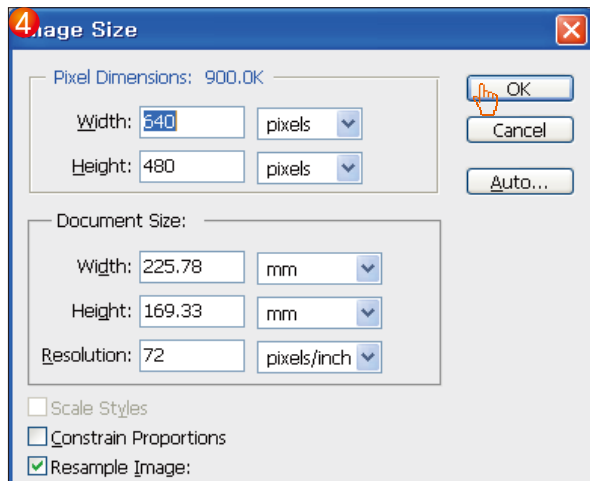 4
Image Size
Pixel Dimensions: 900.0K
Width: 640 pixels
Height: 480 pixels
OK
Cancel
Auto...
Document Size:
Width: 225.78 mm
Height: 169.33 mm
Resolution: 72 pixels/inch
Scale Styles
Constrain Proportions
Resample Image: